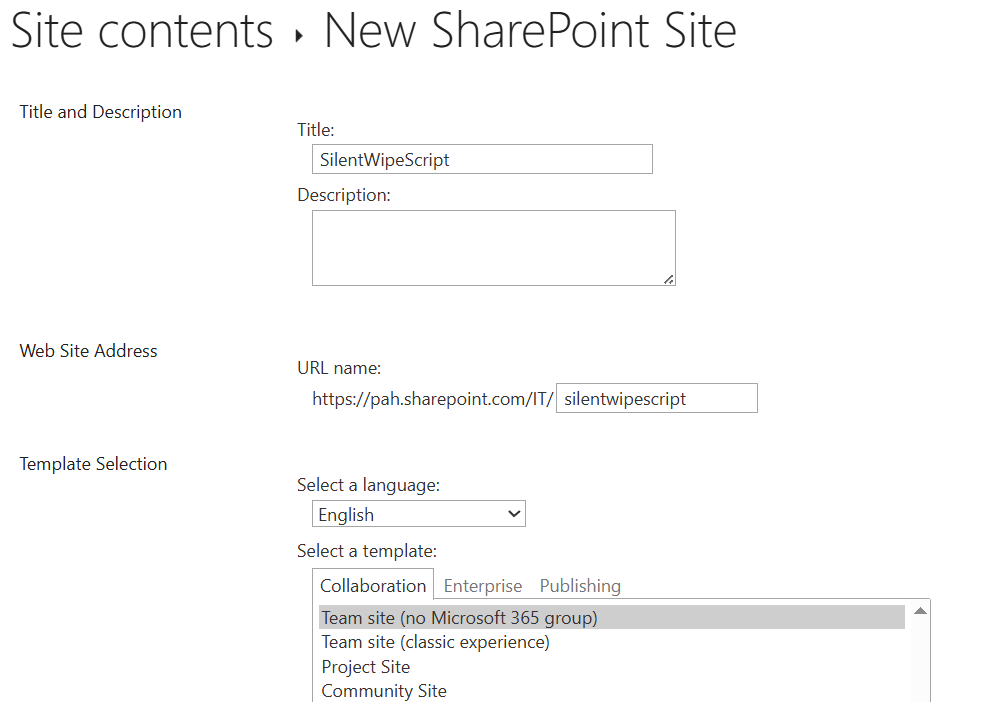 Site contents ▸ New SharePoint Site
Title and Description
Title:
SilentWipeScript
Description:
Web Site Address
URL name:
https://pah.sharepoint.com/IT/ silentwipescript
Template Selection
Select a language:
English
Select a template:
Collaboration Enterprise Publishing
Team site (no Microsoft 365 group)
Team site (classic experience)
Project Site
Community Site